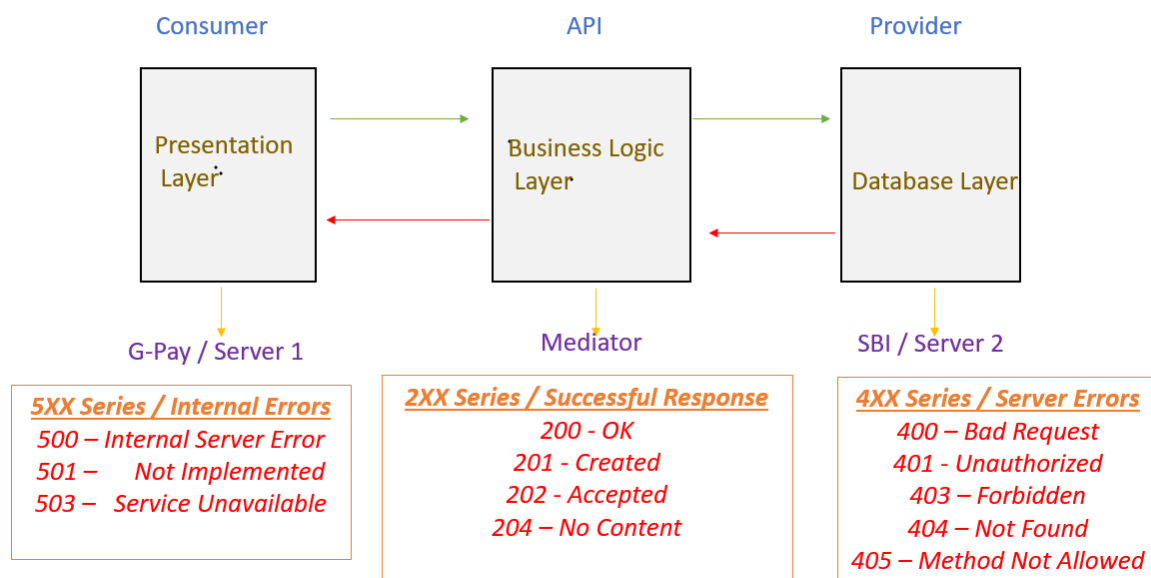 Consumer
API
Provider
Presentation
Layer
Business Logic
Layer
Database Layer
G-Pay / Server 1
Mediator
SBI / Server 2
5XX Series / Internal Errors
500 – Internal Server Error
501 – Not Implemented
503 – Service Unavailable
2XX Series / Successful Response
200 - OK
201 - Created
202 - Accepted
204 – No Content
4XX Series / Server Errors
400 – Bad Request
401 - Unauthorized
403 – Forbidden
404 – Not Found
405 – Method Not Allowed